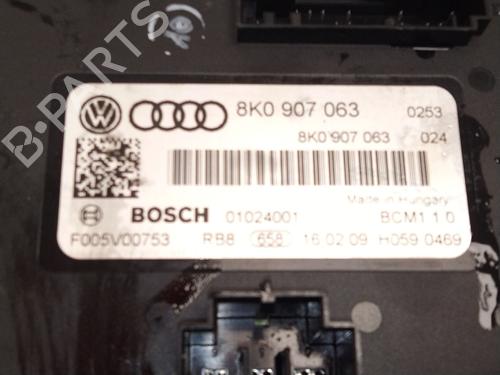 B-PARTS
8K0 907 063 0253
8K0 907 063 024
Made in Hungary
BOSCH 01024001 BCM1 1.0
F005V00753 RB8 658 16.02.09 H059 0469